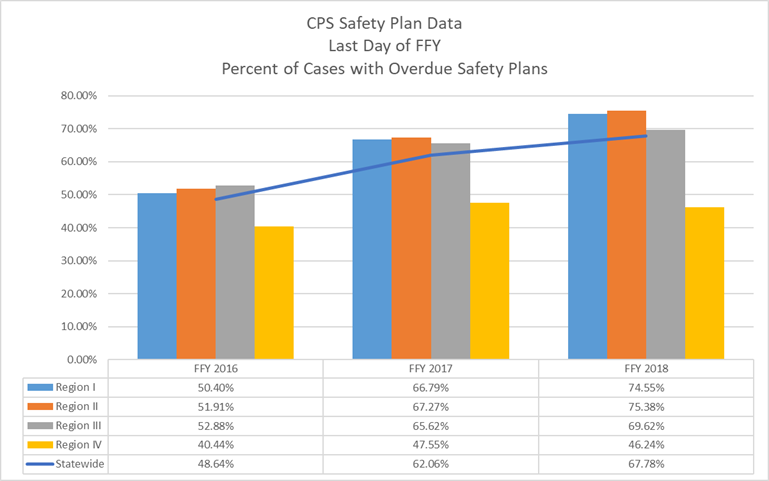 CPS Safety Plan Data
Last Day of FFY
Percent of Cases with Overdue Safety Plans
80.00%
70.00%
60.00%
50.00%
40.00%
30.00%
20.00%
10.00%
0.00%
FFY 2016 FFY 2017 FFY 2018
Region I 50.40% 66.79% 74.55%
Region II 51.91% 67.27% 75.38%
Region III 52.88% 65.62% 69.62%
Region IV 40.44% 47.55% 46.24%
Statewide 48.64% 62.06% 67.78%